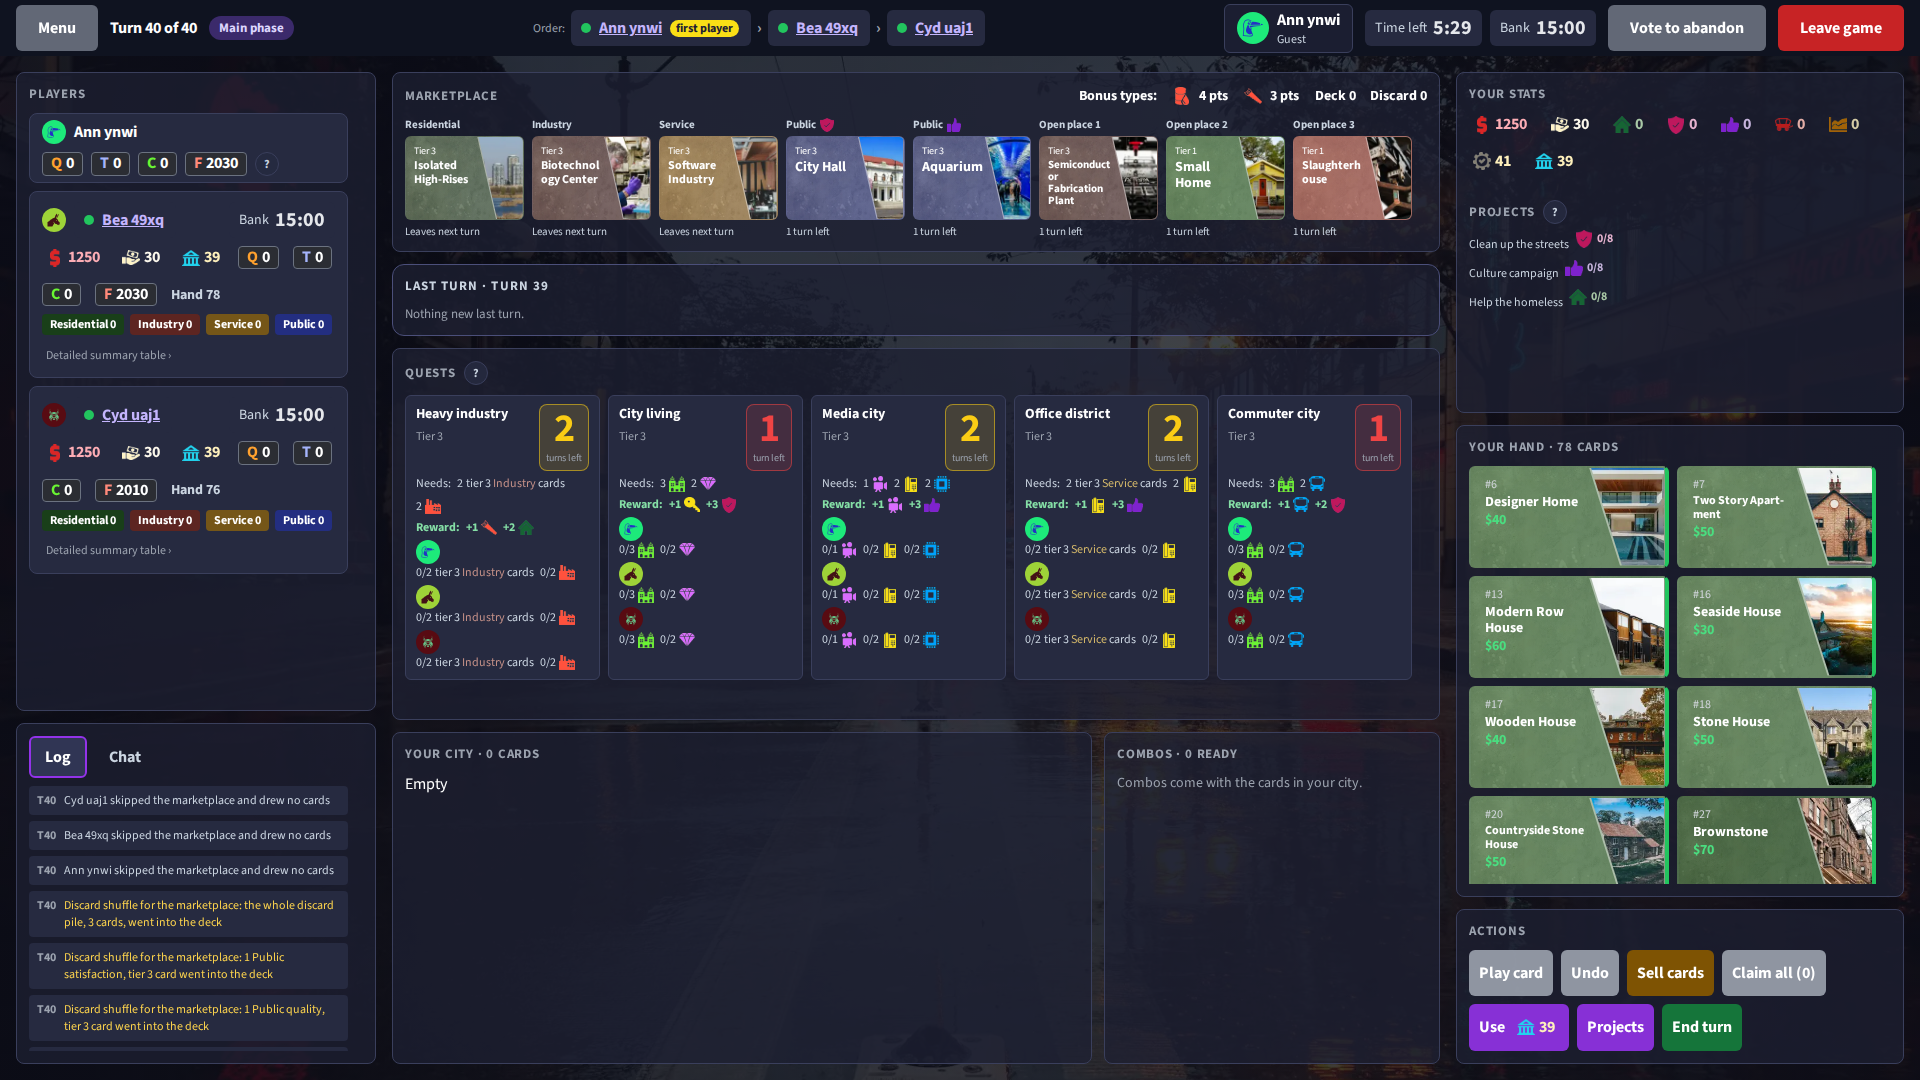 Menu
Turn 40 of 40
Main phase
Order:
Ann ynwi first player
›
Bea 49xq
›
Cyd uaj1
Ann ynwi
Guest
Time left 5:29
Bank 15:00
Vote to abandon
Leave game
PLAYERS
Ann ynwi
Q 0
T 0
C 0
F 2030
?
Bea 49xq
Bank 15:00
1250
30
39
Q 0
T 0
C 0
F 2030
Hand 78
Residential 0
Industry 0
Service 0
Public 0
Detailed summary table ›
Cyd uaj1
Bank 15:00
1250
30
39
Q 0
T 0
C 0
F 2010
Hand 76
Residential 0
Industry 0
Service 0
Public 0
Detailed summary table ›
Log
Chat
T40 Cyd uaj1 skipped the marketplace and drew no cards
T40 Bea 49xq skipped the marketplace and drew no cards
T40 Ann ynwi skipped the marketplace and drew no cards
T40 Discard shuffle for the marketplace: the whole discard
pile, 3 cards, went into the deck
T40 Discard shuffle for the marketplace: 1 Public
satisfaction, tier 3 card went into the deck
T40 Discard shuffle for the marketplace: 1 Public quality,
tier 3 card went into the deck
MARKETPLACE
Bonus types: 4 pts 3 pts Deck 0 Discard 0
Residential
Tier 3
Isolated
High-Rises
Leaves next turn
Industry
Tier 3
Biotechnol
ogy Center
Leaves next turn
Service
Tier 3
Software
Industry
Leaves next turn
Public
Tier 3
City Hall
1 turn left
Public
Tier 3
Aquarium
1 turn left
Open place 1
Tier 3
Semiconduct
or
Fabrication
Plant
1 turn left
Open place 2
Tier 1
Small
Home
1 turn left
Open place 3
Tier 1
Slaughterh
ouse
1 turn left
LAST TURN · TURN 39
Nothing new last turn.
QUESTS ?
Heavy industry
Tier 3
2
turns left
Needs: 2 tier 3 Industry cards
2
Reward: +1 +2
0/2 tier 3 Industry cards 0/2
0/2 tier 3 Industry cards 0/2
0/2 tier 3 Industry cards 0/2
City living
Tier 3
1
turn left
Needs: 3 2
Reward: +1 +3
0/3 0/2
0/3 0/2
0/3 0/2
Media city
Tier 3
2
turns left
Needs: 1 2 2
Reward: +1 +3
0/1 0/2 0/2
0/1 0/2 0/2
0/1 0/2 0/2
Office district
Tier 3
2
turns left
Needs: 2 tier 3 Service cards 2
Reward: +1 +3
0/2 tier 3 Service cards 0/2
0/2 tier 3 Service cards 0/2
0/2 tier 3 Service cards 0/2
Commuter city
Tier 3
1
turn left
Needs: 3 2
Reward: +1 +2
0/3 0/2
0/3 0/2
0/3 0/2
YOUR CITY · 0 CARDS
Empty
COMBOS · 0 READY
Combos come with the cards in your city.
YOUR STATS
1250
30
0
0
0
0
0
41
39
PROJECTS ?
Clean up the streets 0/8
Culture campaign 0/8
Help the homeless 0/8
YOUR HAND · 78 CARDS
#6
Designer Home
$40
#7
Two Story Apart-
ment
$50
#13
Modern Row
House
$60
#16
Seaside House
$30
#17
Wooden House
$40
#18
Stone House
$50
#20
Countryside Stone
House
$50
#27
Brownstone
$70
ACTIONS
Play card
Undo
Sell cards
Claim all (0)
Use 39
Projects
End turn